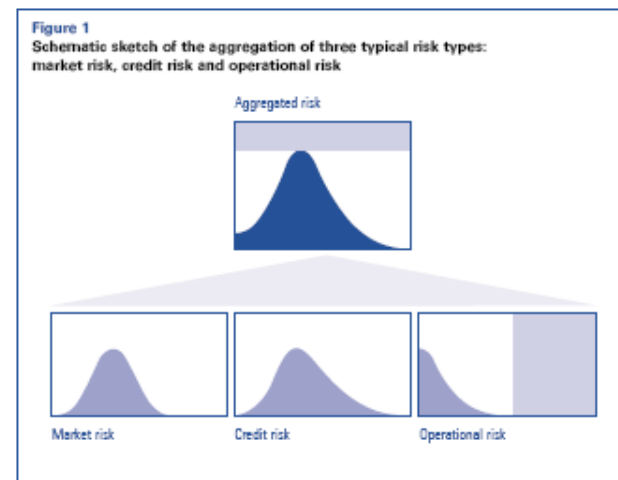 Figure 1
Schematic sketch of the aggregation of three typical risk types:
market risk, credit risk and operational risk
Aggregated risk
Market risk
Credit risk
Operational risk